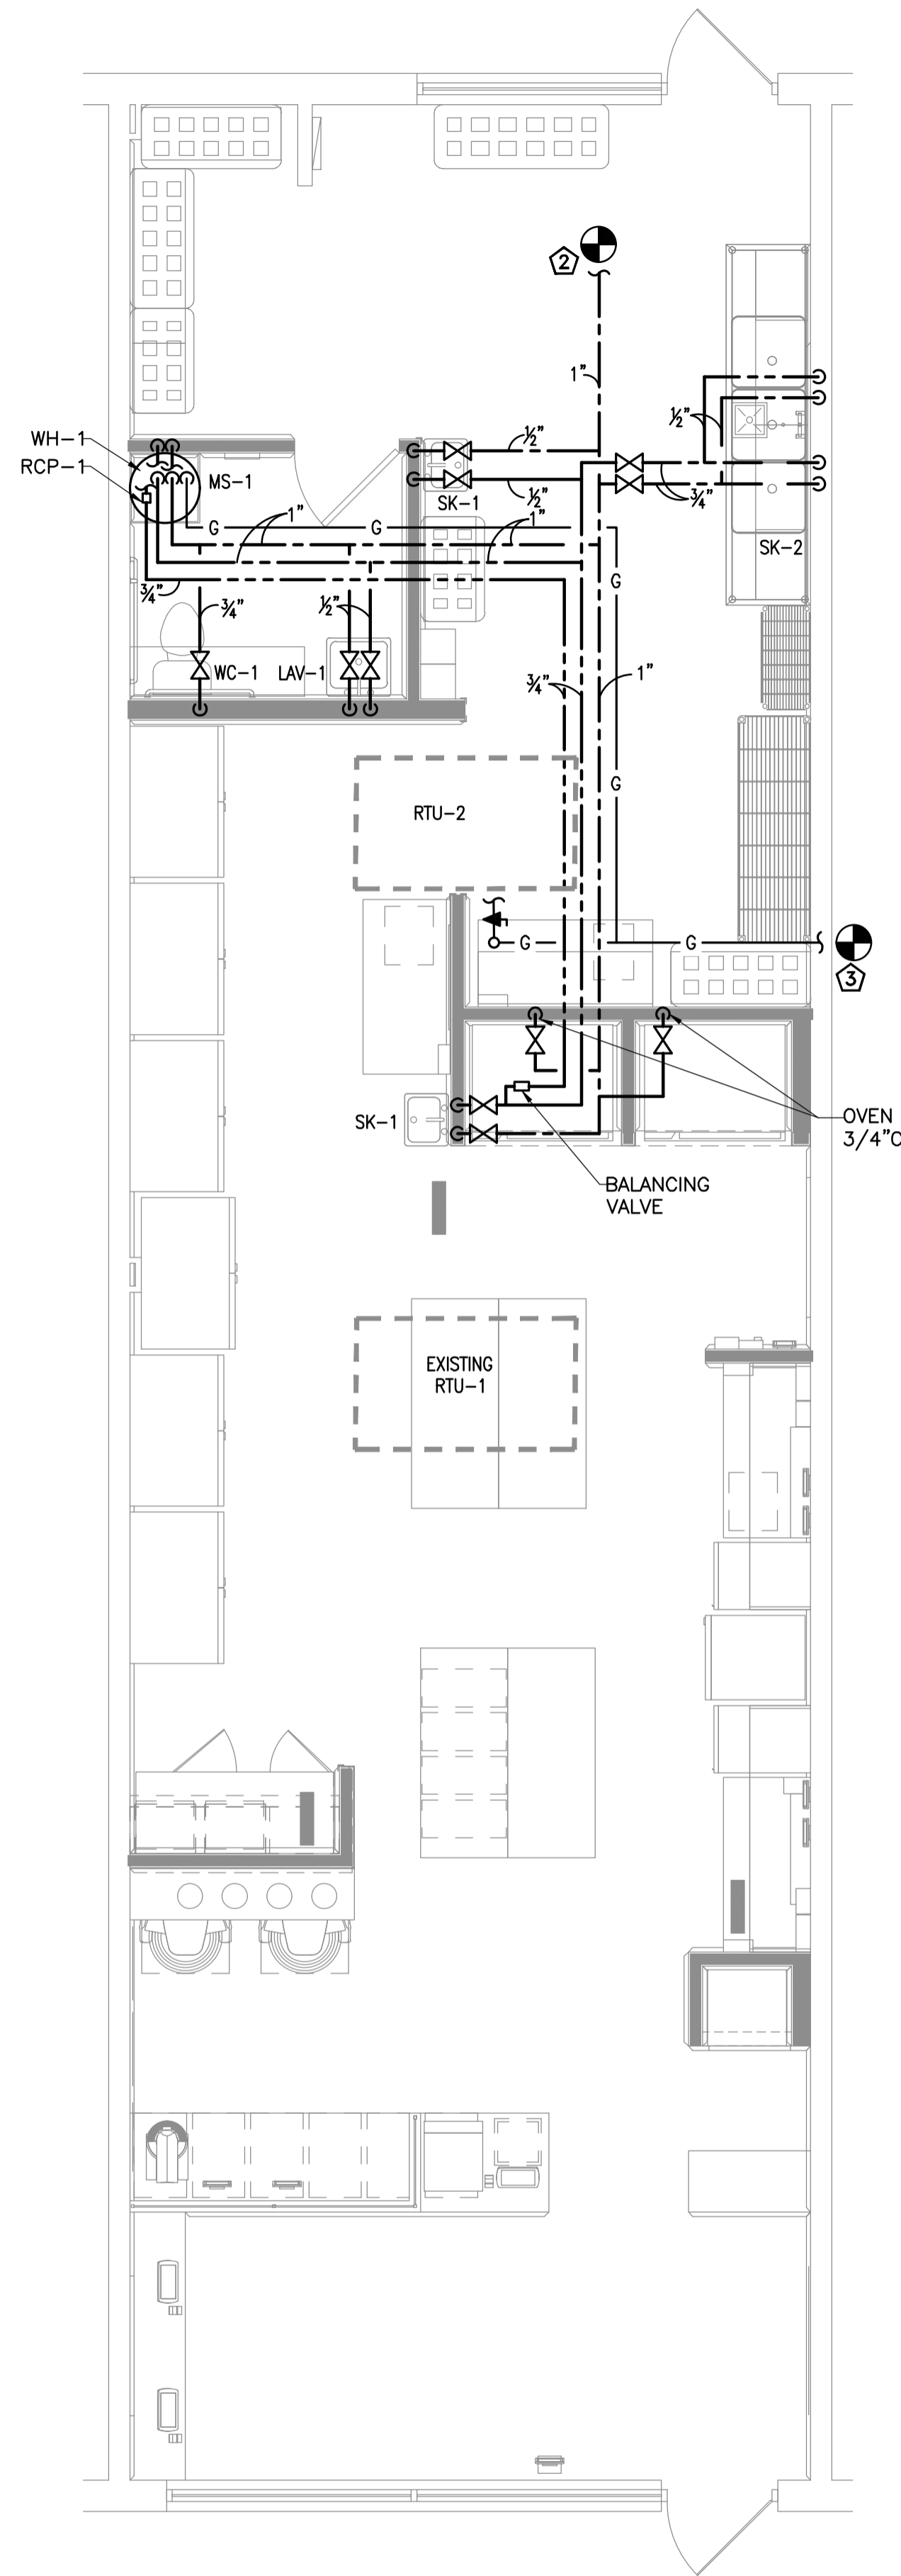 2
1"
½"
½"
WH-1
RCP-1
MS-1
½"
SK-1
¾"
SK-2
1"
1"
G
G
G
¾"
¾"
½"
WC-1
LAV-1
¾"
1"
G
RTU-2
G
G
3
SK-1
OVEN
3/4"
BALANCING
VALVE
EXISTING
RTU-1